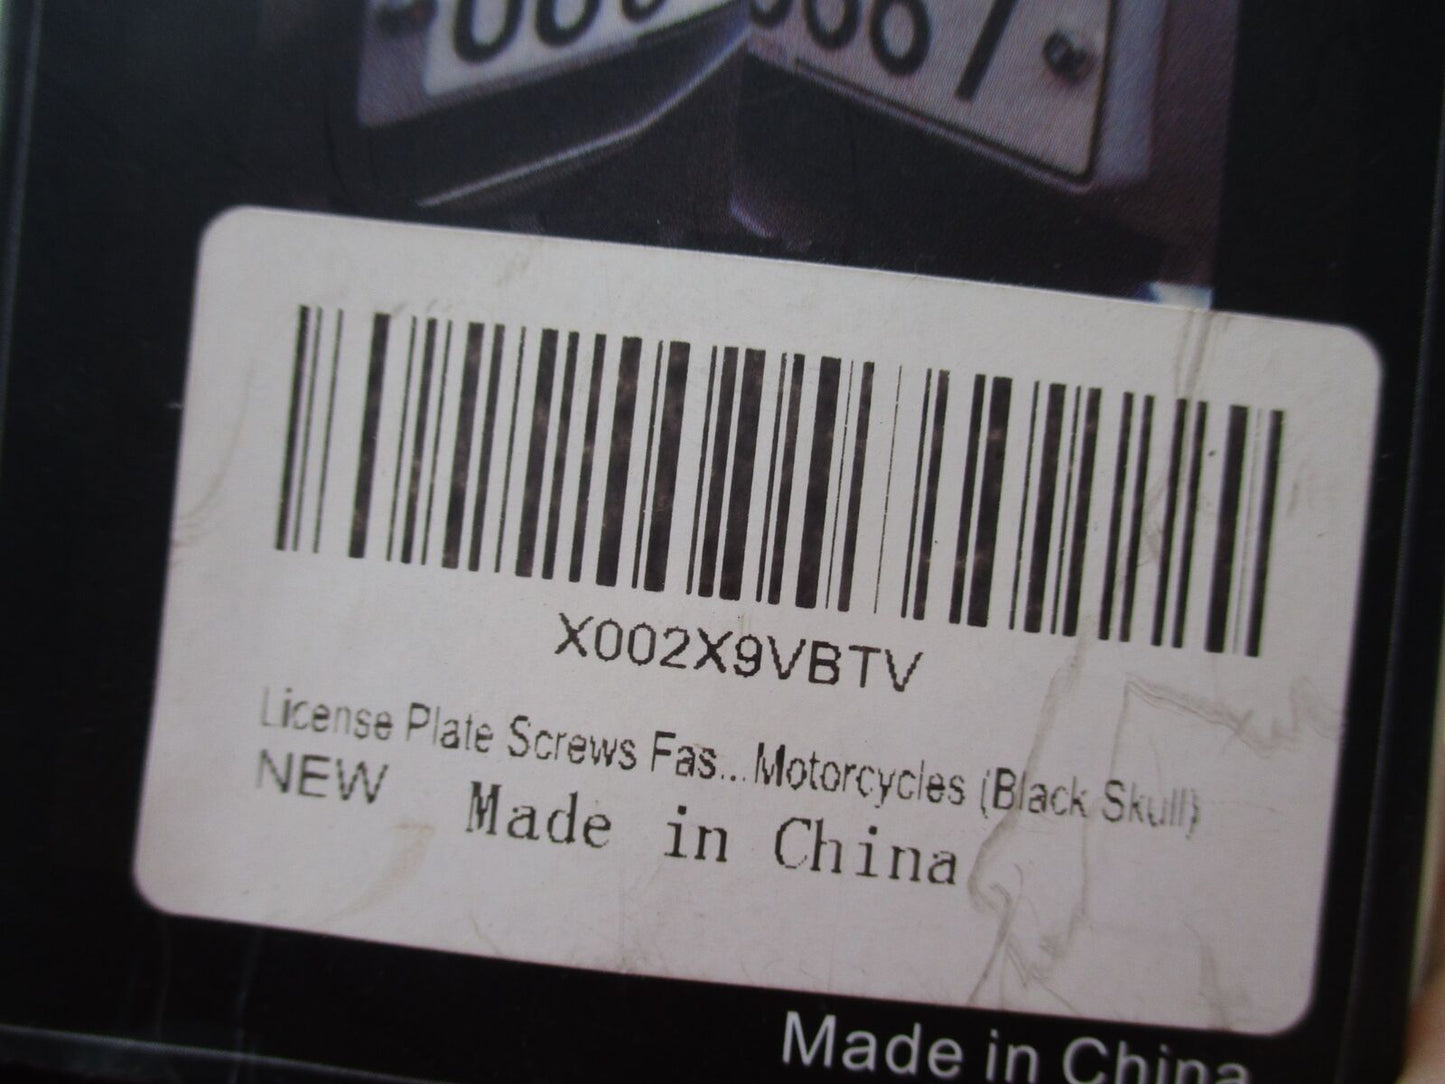 X002X9VBTV
License Plate Screws Fas...Motorcycles (Black Skull)
NEW Made in China
Made in China